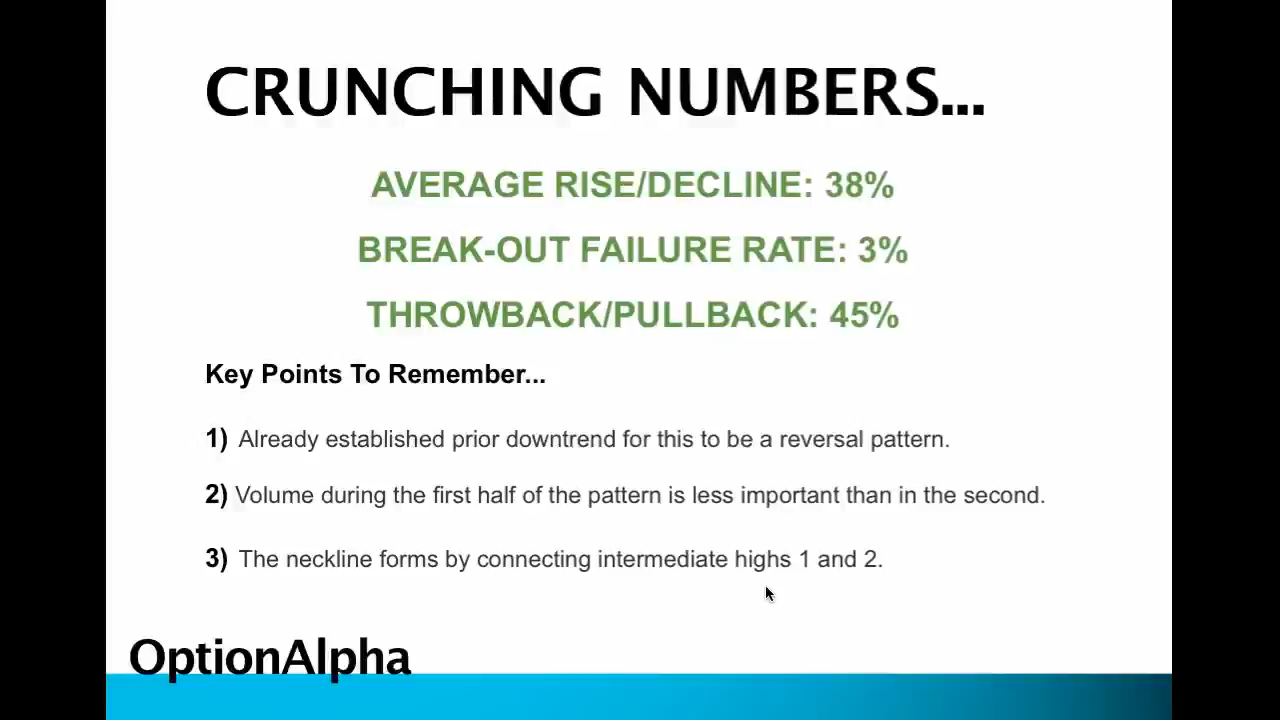 CRUNCHING NUMBERS...
AVERAGE RISE/DECLINE: 38%
BREAK-OUT FAILURE RATE: 3%
THROWBACK/PULLBACK: 45%
Key Points To Remember...
1) Already established prior downtrend for this to be a reversal pattern.
2) Volume during the first half of the pattern is less important than in the second.
3) The neckline forms by connecting intermediate highs 1 and 2.
OptionAlpha